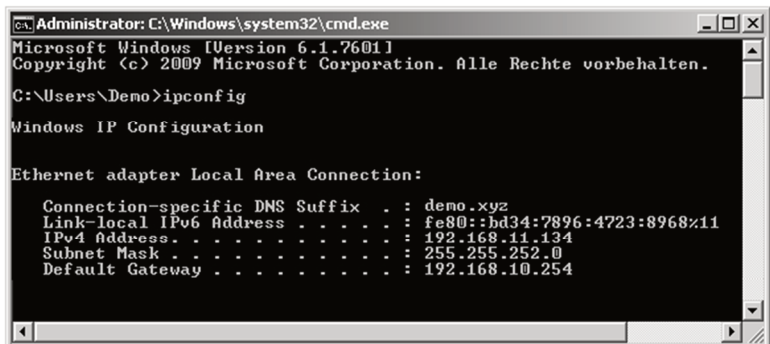 Administrator: C:\Windows\system32\cmd.exe
Microsoft Windows [Version 6.1.7601]
Copyright (c) 2009 Microsoft Corporation. Alle Rechte vorbehalten.
C:\Users\Demo>ipconfig
Windows IP Configuration
Ethernet adapter Local Area Connection:
Connection-specific DNS Suffix . : demo.xyz
Link-local IPv6 Address . . . . . : fe80::bd34:7896:4723:8968%11
IPv4 Address. . . . . . . . . . . : 192.168.11.134
Subnet Mask . . . . . . . . . . . : 255.255.252.0
Default Gateway . . . . . . . . . : 192.168.10.254